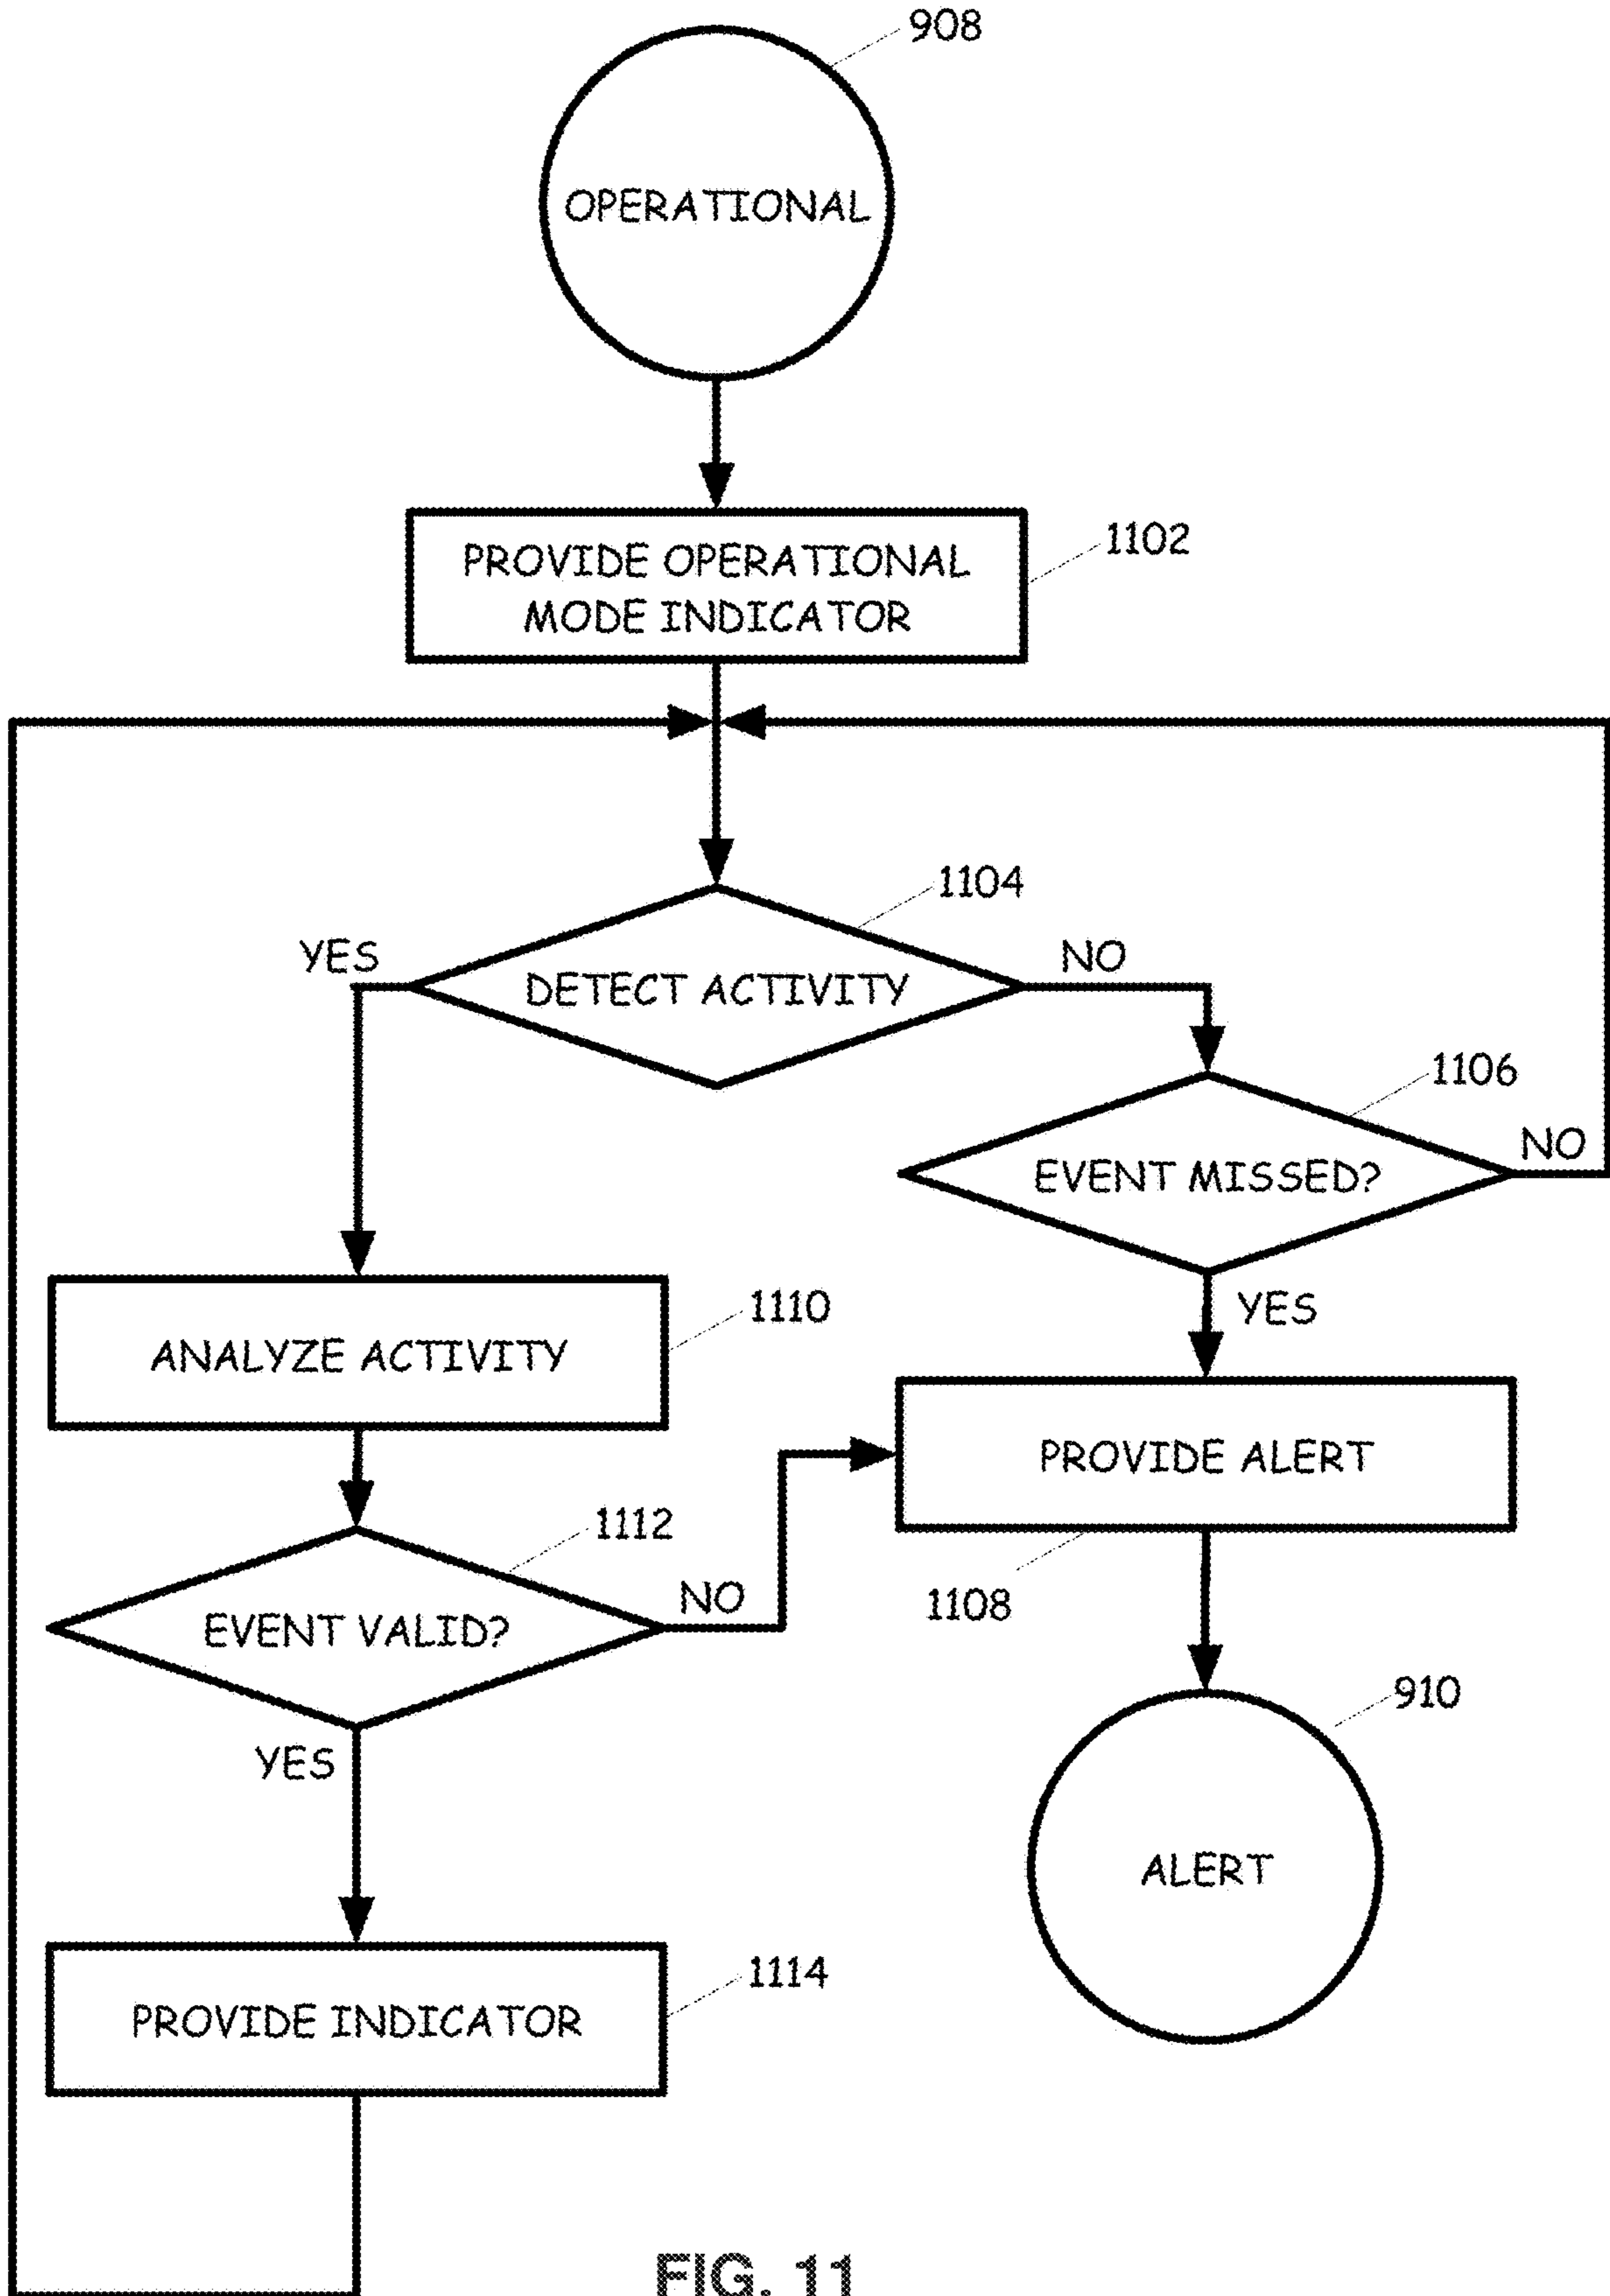 908
OPERATIONAL
1102
PROVIDE OPERATIONAL
MODE INDICATOR
1104
YES
NO
DETECT ACTIVITY
1106
NO
EVENT MISSED?
YES
1110
ANALYZE ACTIVITY
PROVIDE ALERT
1112
1108
NO
EVENT VALID?
910
YES
ALERT
1114
PROVIDE INDICATOR
FIG. 11